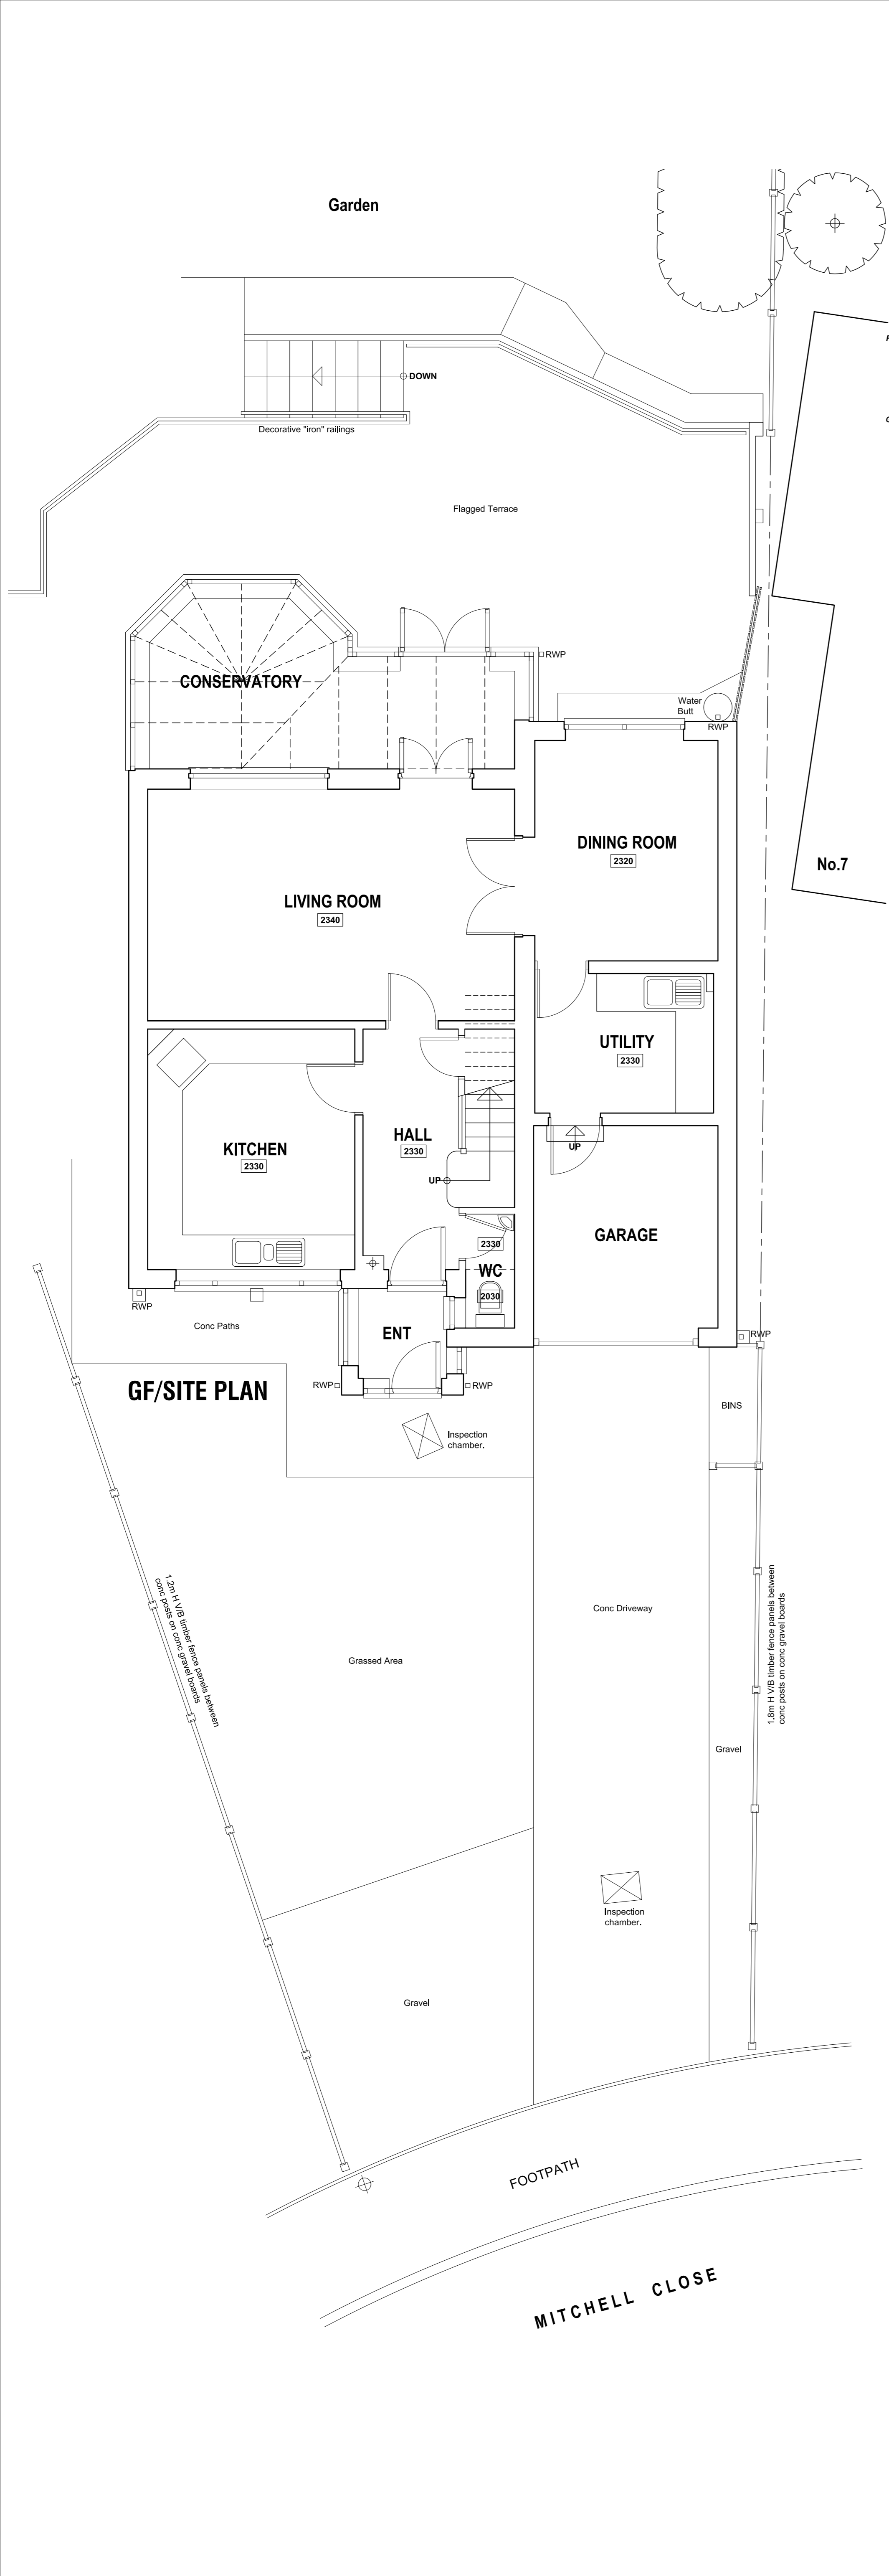 Garden
DOWN
Decorative "iron" railings
Flagged Terrace
RWP
CONSERVATORY
Water
Butt
RWP
DINING ROOM
2320
No.7
LIVING ROOM
2340
UTILITY
2330
HALL
2330
KITCHEN
2330
UP
UP
GARAGE
2330
WC
2030
RWP
Conc Paths
ENT
RWP
GF/SITE PLAN
RWP
RWP
BINS
Inspection
chamber.
1.2m H V/B timber fence panels between
conc posts on conc gravel boards
Conc Driveway
1.8m H V/B timber fence panels between
conc posts on conc gravel boards
Grassed Area
Gravel
Inspection
chamber.
Gravel
FOOTPATH
MITCHELL CLOSE